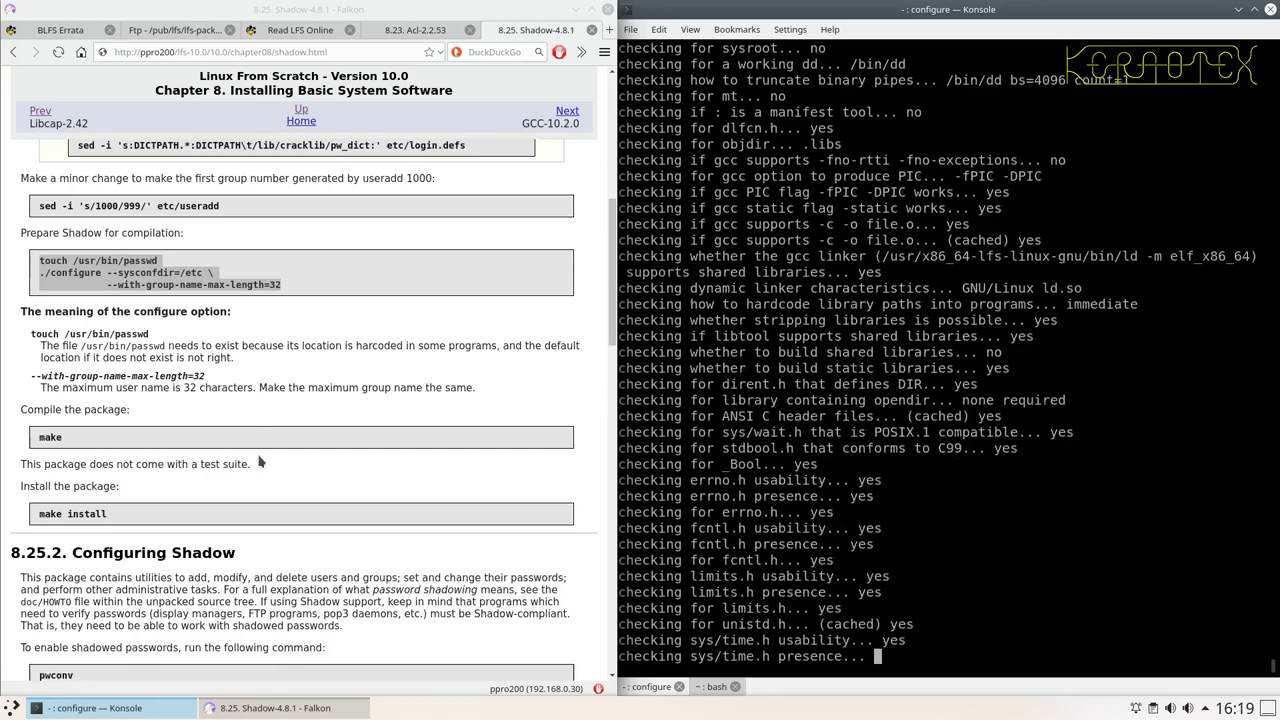 8.25. Shadow-4.8.1 - Falkon
BLFS Errata
Ftp - /pub/lfs/lfs-pack...
Read LFS Online
8.23. Acl-2.2.53
8.25. Shadow-4.8.1
http://ppro200/lfs-10.0/10.0/chapter08/shadow.html
DuckDuckGo
Linux From Scratch - Version 10.0
Chapter 8. Installing Basic System Software
Prev
Up
Next
Libcap-2.42
Home
GCC-10.2.0
sed -i 's:DICTPATH.*:DICTPATH\t/lib/cracklib/pw_dict:' etc/login.defs
Make a minor change to make the first group number generated by useradd 1000:
sed -i 's/1000/999/' etc/useradd
Prepare Shadow for compilation:
touch /usr/bin/passwd
./configure --sysconfdir=/etc \
--with-group-name-max-length=32
The meaning of the configure option:
touch /usr/bin/passwd
The file /usr/bin/passwd needs to exist because its location is harcoded in some programs, and the default
location if it does not exist is not right.
--with-group-name-max-length=32
The maximum user name is 32 characters. Make the maximum group name the same.
Compile the package:
make
This package does not come with a test suite.
Install the package:
make install
8.25.2. Configuring Shadow
This package contains utilities to add, modify, and delete users and groups; set and change their passwords;
and perform other administrative tasks. For a full explanation of what password shadowing means, see the
doc/HOWTO file within the unpacked source tree. If using Shadow support, keep in mind that programs which
need to verify passwords (display managers, FTP programs, pop3 daemons, etc.) must be Shadow-compliant.
That is, they need to be able to work with shadowed passwords.
To enable shadowed passwords, run the following command:
pwconv
ppro200 (192.168.0.30)
- : configure — Konsole
File Edit View Bookmarks Settings Help
checking for sysroot... no
checking for a working dd... /bin/dd
checking how to truncate binary pipes... /bin/dd bs=4096 count=1
checking for mt... no
checking if : is a manifest tool... no
checking for dlfcn.h... yes
checking for objdir... .libs
checking if gcc supports -fno-rtti -fno-exceptions... no
checking for gcc option to produce PIC... -fPIC -DPIC
checking if gcc PIC flag -fPIC -DPIC works... yes
checking if gcc static flag -static works... yes
checking if gcc supports -c -o file.o... yes
checking if gcc supports -c -o file.o... (cached) yes
checking whether the gcc linker (/usr/x86_64-lfs-linux-gnu/bin/ld -m elf_x86_64)
supports shared libraries... yes
checking dynamic linker characteristics... GNU/Linux ld.so
checking how to hardcode library paths into programs... immediate
checking whether stripping libraries is possible... yes
checking if libtool supports shared libraries... yes
checking whether to build shared libraries... no
checking whether to build static libraries... yes
checking for dirent.h that defines DIR... yes
checking for library containing opendir... none required
checking for ANSI C header files... (cached) yes
checking for sys/wait.h that is POSIX.1 compatible... yes
checking for stdbool.h that conforms to C99... yes
checking for _Bool... yes
checking errno.h usability... yes
checking errno.h presence... yes
checking for errno.h... yes
checking fcntl.h usability... yes
checking fcntl.h presence... yes
checking for fcntl.h... yes
checking limits.h usability... yes
checking limits.h presence... yes
checking for limits.h... yes
checking for unistd.h... (cached) yes
checking sys/time.h usability... yes
checking sys/time.h presence...
- : configure
~ : bash
- : configure — Konsole
8.25. Shadow-4.8.1 - Falkon
16:19